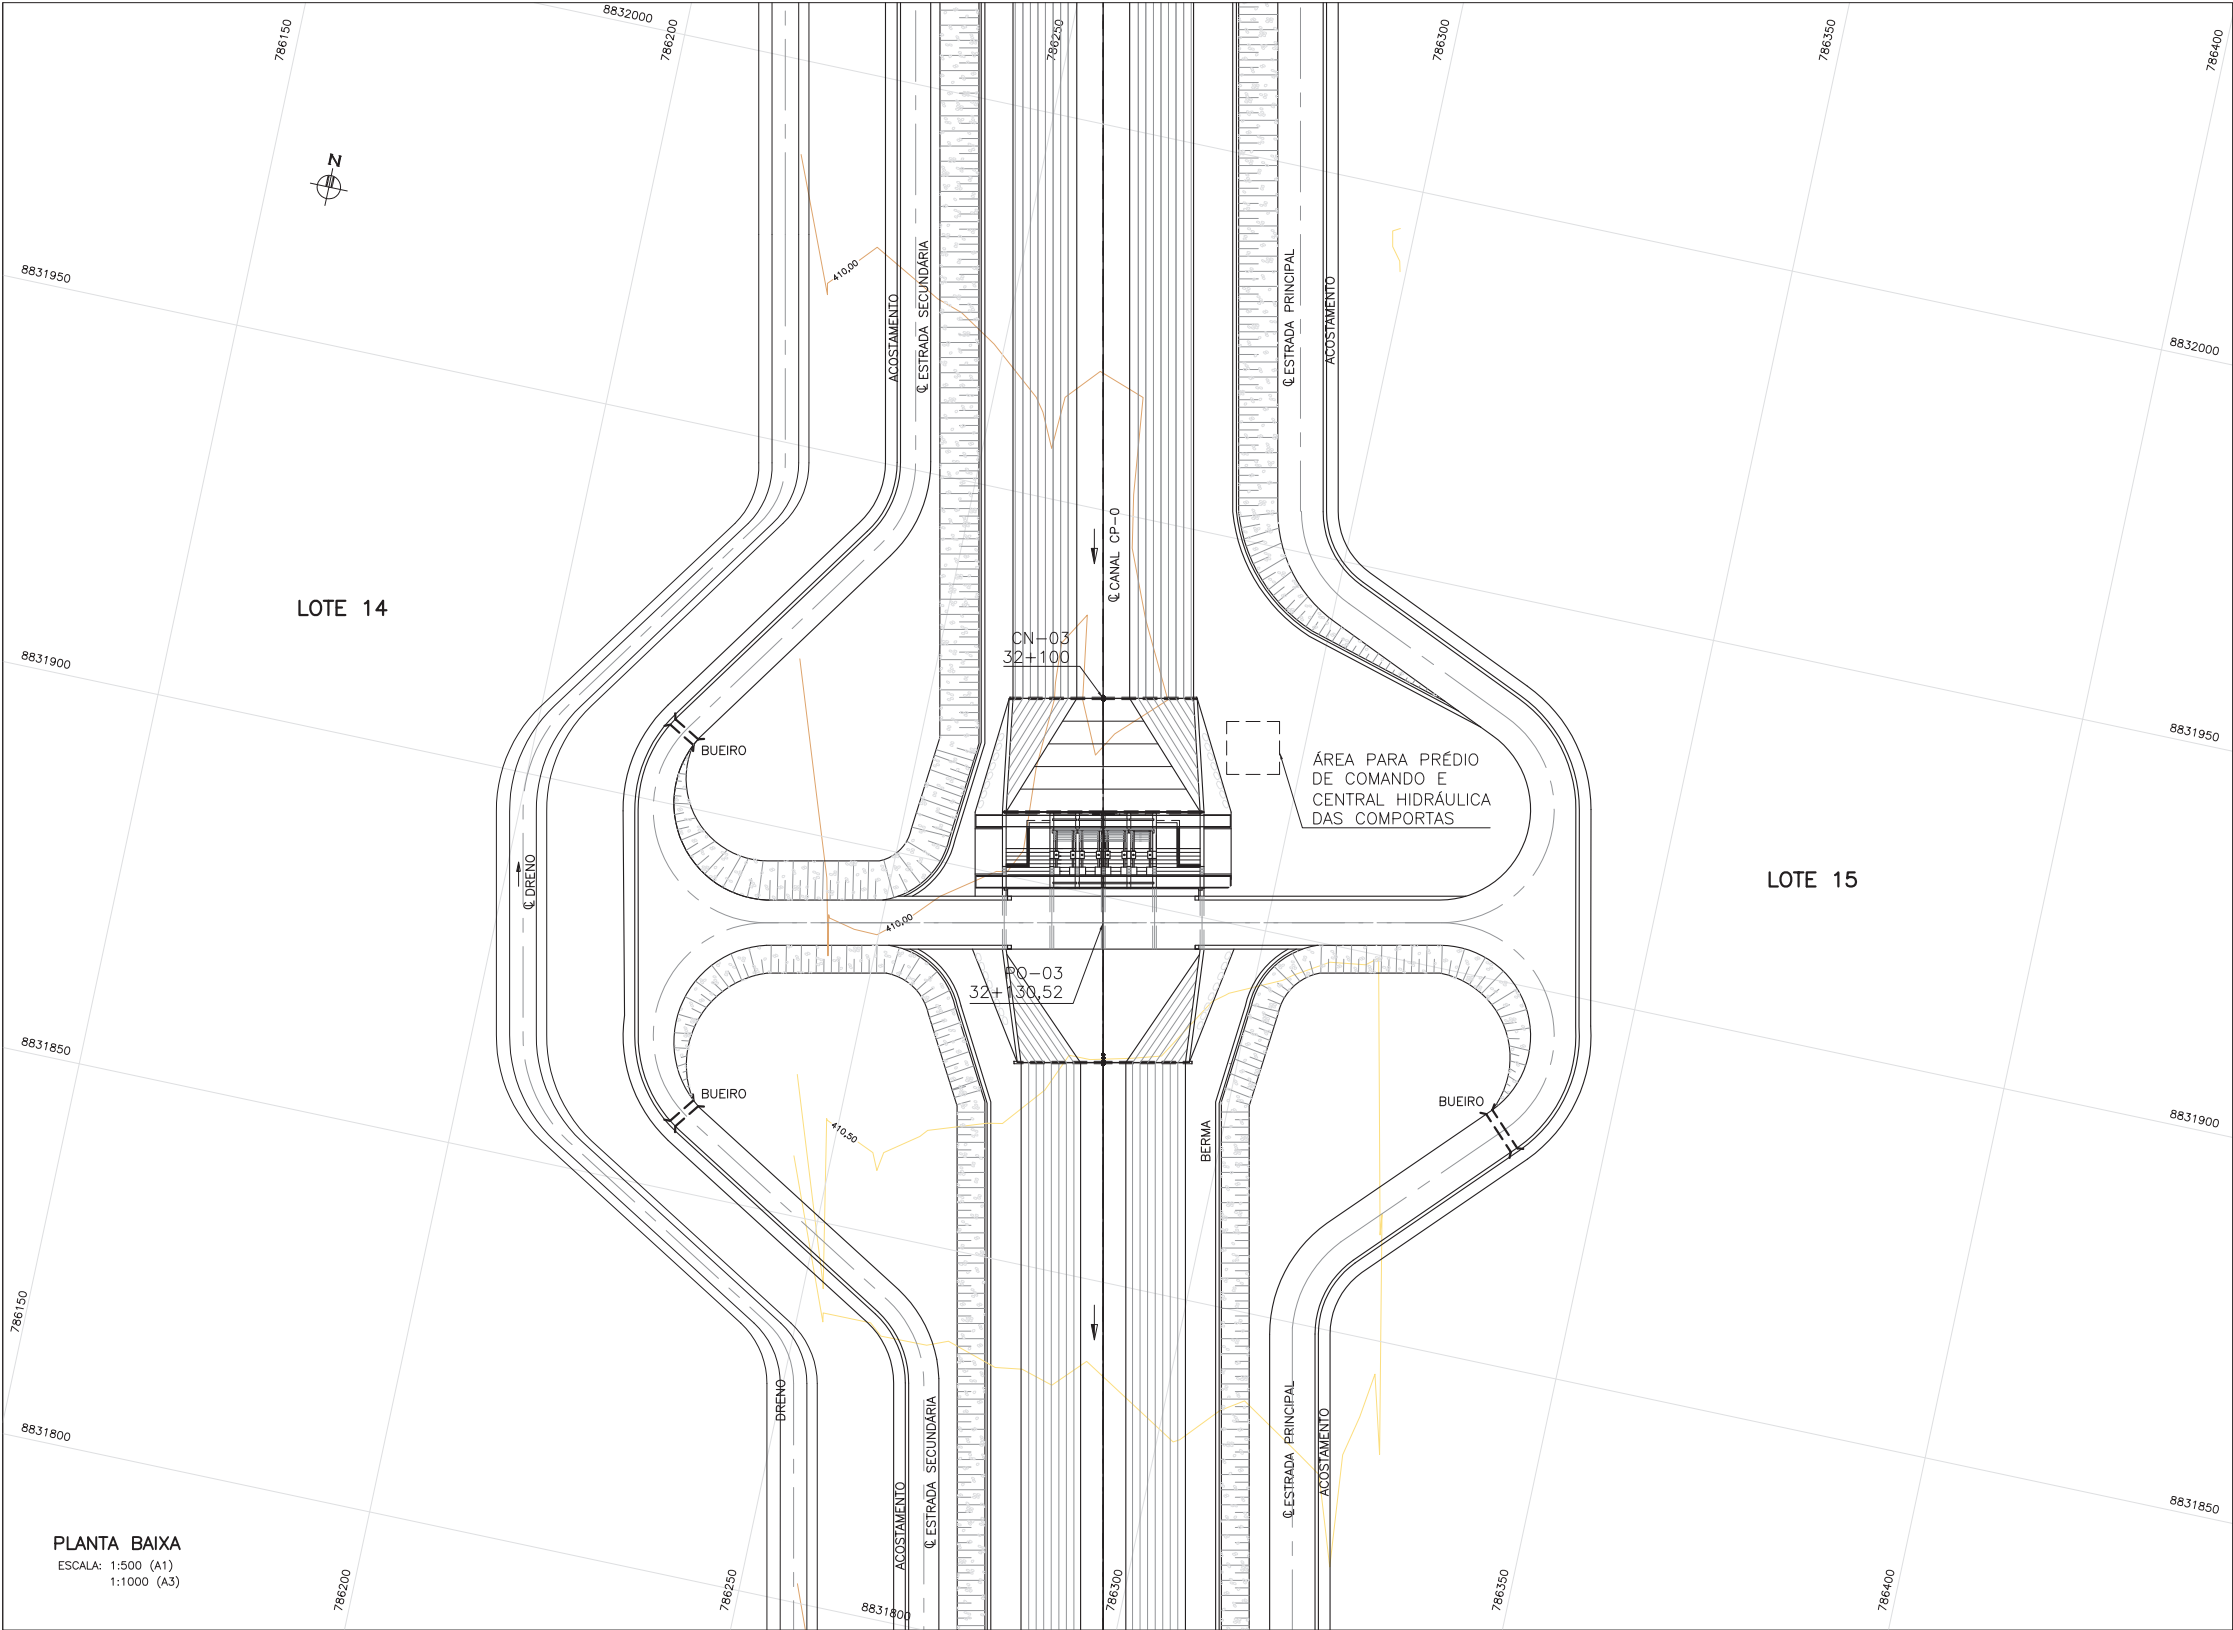 8832000
786150
786200
786250
786300
786350
786400
N
8831950
410,00
ACOSTAMENTO
℄ ESTRADA SECUNDÁRIA
℄ ESTRADA PRINCIPAL
ACOSTAMENTO
8832000
℄ CANAL CP-0
LOTE 14
CN-03
32+100
8831900
BUEIRO
ÁREA PARA PRÉDIO
DE COMANDO E
CENTRAL HIDRÁULICA
DAS COMPORTAS
8831950
℄ DRENO
LOTE 15
410,00
PO-03
32+130,52
8831850
BUEIRO
BUEIRO
410,50
BERMA
8831900
786150
DRENO
℄ ESTRADA SECUNDÁRIA
ACOSTAMENTO
℄ ESTRADA PRINCIPAL
ACOSTAMENTO
8831800
8831850
PLANTA BAIXA
ESCALA: 1:500 (A1)
1:1000 (A3)
786200
786250
8831800
786300
786350
786400